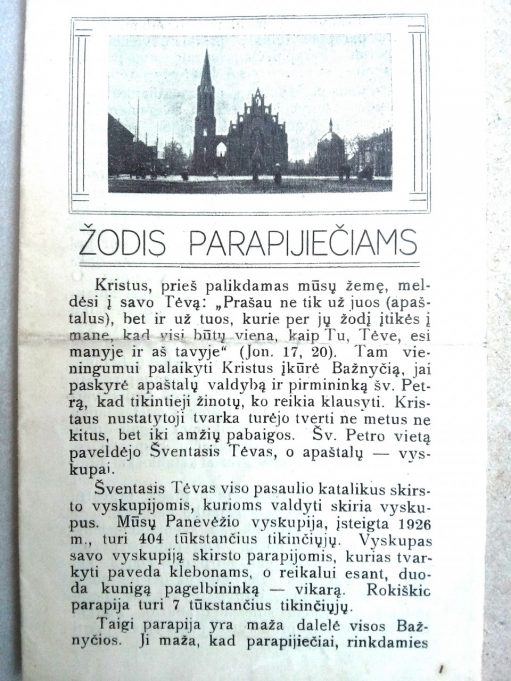 ŽODIS PARAPIJIEČIAMS
Kristus, prieš palikdamas mūsų žemę, mel-
dėsi į savo Tėvą: „Prašau ne tik už juos (apaš-
talus), bet ir už tuos, kurie per jų žodį įtikės į
mane, kad visi būtų viena, kaip Tu, Tėve, esi
manyje ir aš tavyje“ (Jon. 17, 20). Tam vie-
ningumui palaikyti Kristus įkūrė Bažnyčią, jai
paskyrė apaštalų valdybą ir pirmininką šv. Pet-
rą, kad tikintieji žinotų, ko reikia klausyti. Kris-
taus nustatytoji tvarka turėjo tverti ne metus ne
kitus, bet iki amžių pabaigos. Šv. Petro vietą
paveldėjo Šventasis Tėvas, o apaštalų — vys-
kupai.
Šventasis Tėvas viso pasaulio katalikus skirs-
to vyskupijomis, kurioms valdyti skiria vysku-
pus. Mūsų Panevėžio vyskupija, įsteigta 1926
m., turi 404 tūkstančius tikinčiųjų. Vyskupas
savo vyskupiją skirsto parapijomis, kurias tvar-
kyti paveda klebonams, o reikalui esant, duo-
da kunigą pagelbininką — vikarą. Rokiškio
parapija turi 7 tūkstančius tikinčiųjų.
Taigi parapija yra maža dalelė visos Baž-
nyčios. Ji maža, kad parapijiečiai, rinkdamies